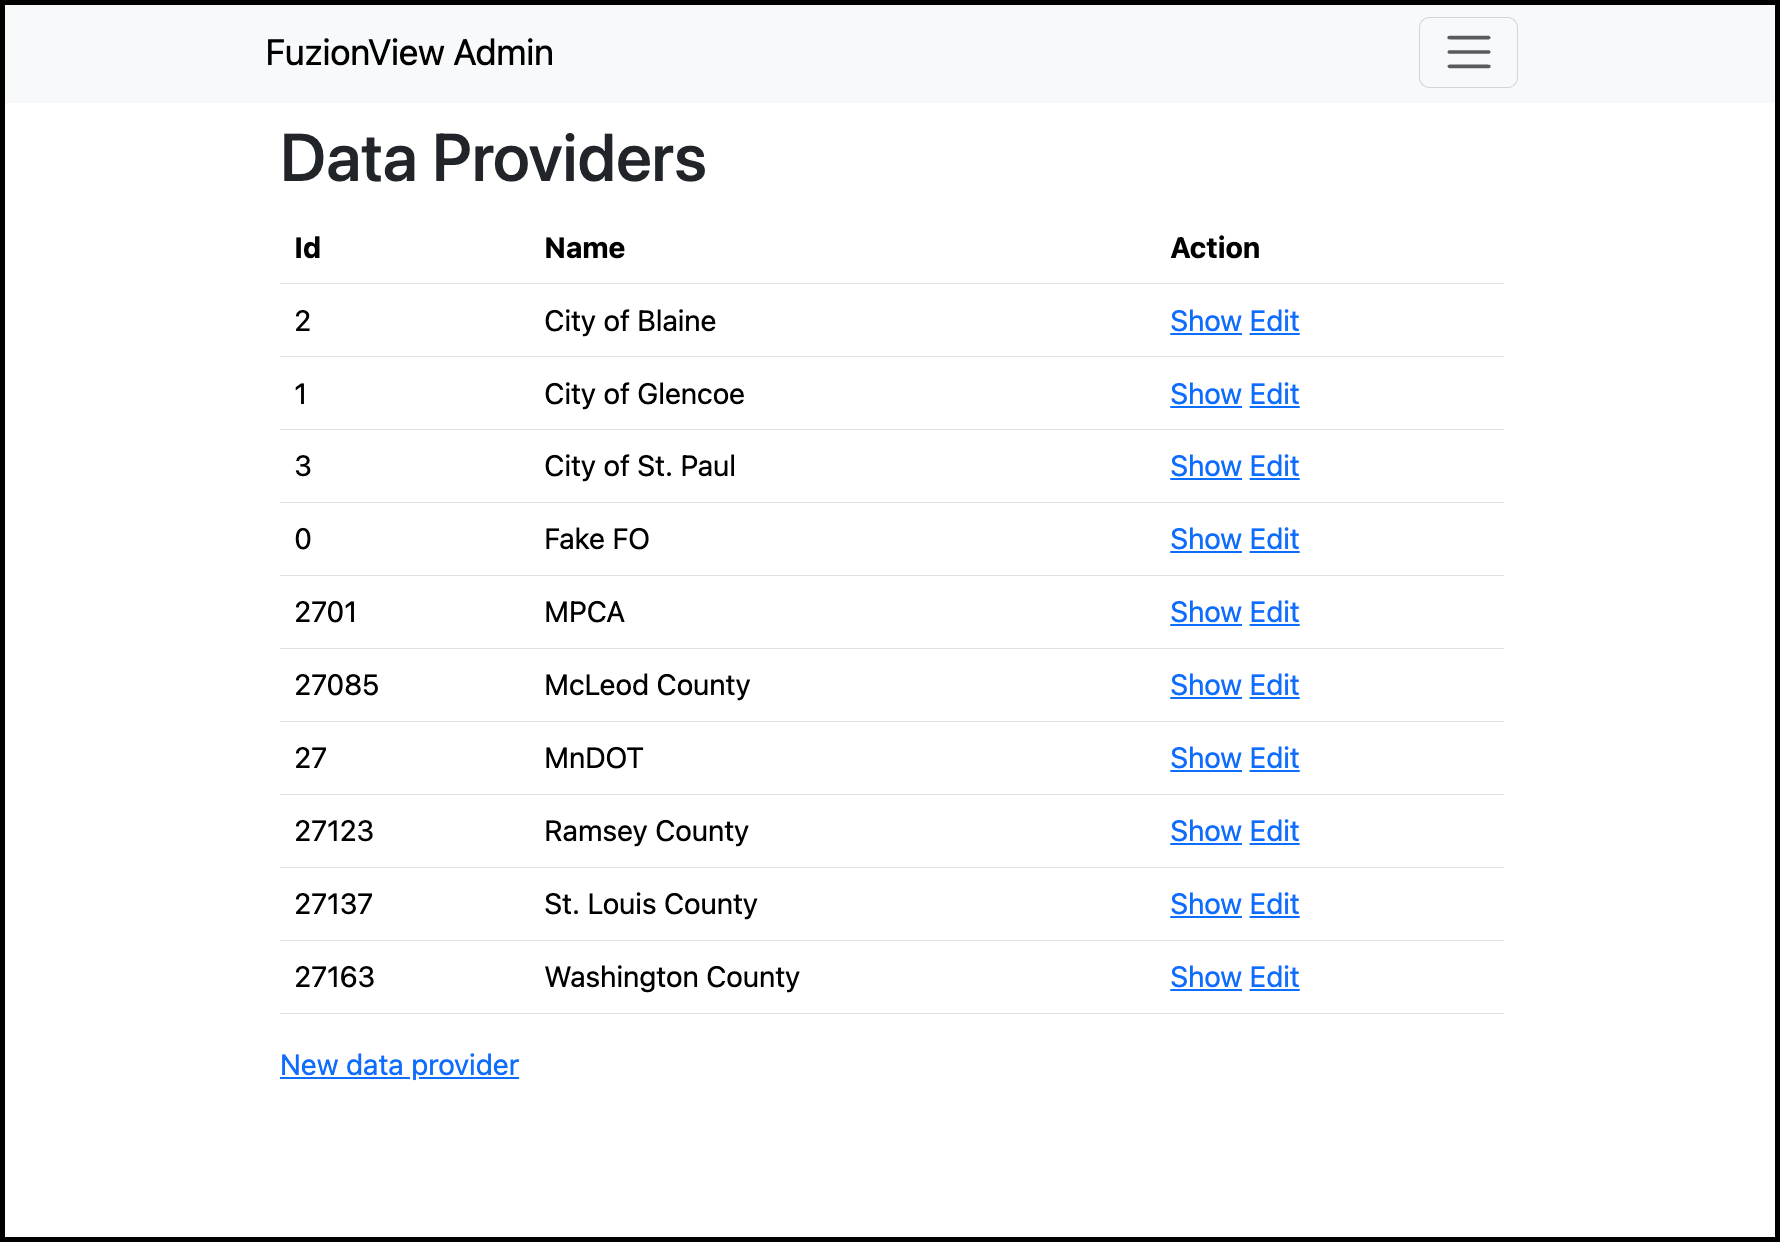 FuzionView Admin
Data Providers
Id Name Action
2 City of Blaine Show Edit
1 City of Glencoe Show Edit
3 City of St. Paul Show Edit
0 Fake FO Show Edit
2701 MPCA Show Edit
27085 McLeod County Show Edit
27 MnDOT Show Edit
27123 Ramsey County Show Edit
27137 St. Louis County Show Edit
27163 Washington County Show Edit
New data provider